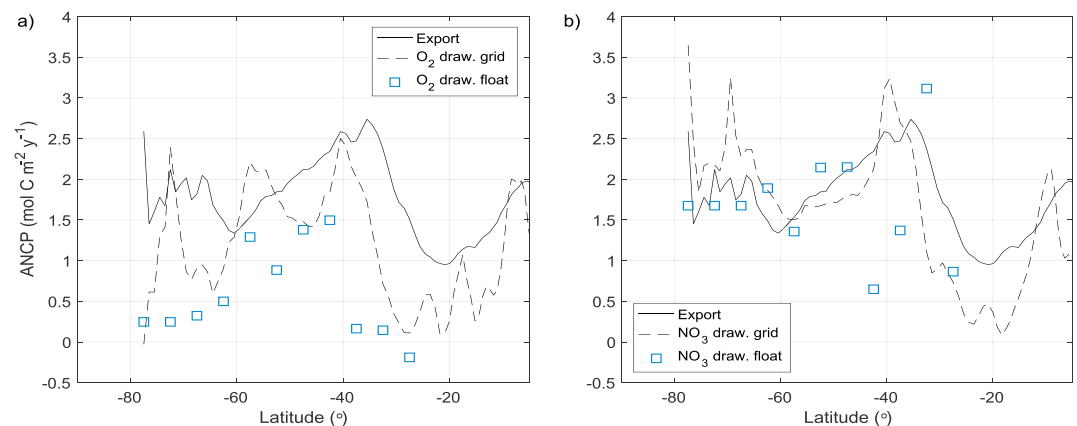 a)
4
3.5
3
2.5
2
1.5
1
0.5
0
-0.5
ANCP (mol C m⁻² y⁻¹)
Export
O₂ draw. grid
O₂ draw. float
-80 -60 -40 -20
Latitude (°)
b)
4
3.5
3
2.5
2
1.5
1
0.5
0
-0.5
Export
NO₃ draw. grid
NO₃ draw. float
-80 -60 -40 -20
Latitude (°)